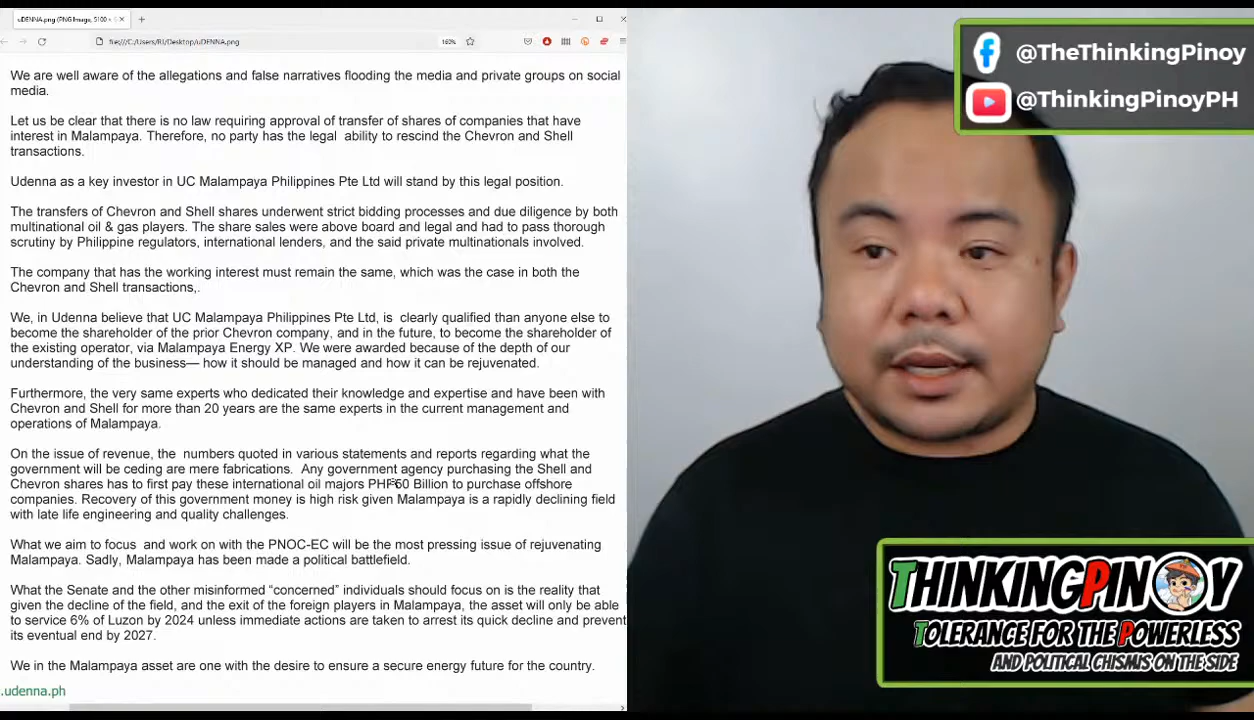 uDENNA.png (PNG Image, 5100 ×
file:///C:/Users/RJ/Desktop/uDENNA.png
160%
We are well aware of the allegations and false narratives flooding the media and private groups on social
media.
Let us be clear that there is no law requiring approval of transfer of shares of companies that have
interest in Malampaya. Therefore, no party has the legal ability to rescind the Chevron and Shell
transactions.
Udenna as a key investor in UC Malampaya Philippines Pte Ltd will stand by this legal position.
The transfers of Chevron and Shell shares underwent strict bidding processes and due diligence by both
multinational oil & gas players. The share sales were above board and legal and had to pass thorough
scrutiny by Philippine regulators, international lenders, and the said private multinationals involved.
The company that has the working interest must remain the same, which was the case in both the
Chevron and Shell transactions,.
We, in Udenna believe that UC Malampaya Philippines Pte Ltd, is clearly qualified than anyone else to
become the shareholder of the prior Chevron company, and in the future, to become the shareholder of
the existing operator, via Malampaya Energy XP. We were awarded because of the depth of our
understanding of the business— how it should be managed and how it can be rejuvenated.
Furthermore, the very same experts who dedicated their knowledge and expertise and have been with
Chevron and Shell for more than 20 years are the same experts in the current management and
operations of Malampaya.
On the issue of revenue, the numbers quoted in various statements and reports regarding what the
government will be ceding are mere fabrications. Any government agency purchasing the Shell and
Chevron shares has to first pay these international oil majors PHP 50 Billion to purchase offshore
companies. Recovery of this government money is high risk given Malampaya is a rapidly declining field
with late life engineering and quality challenges.
What we aim to focus and work on with the PNOC-EC will be the most pressing issue of rejuvenating
Malampaya. Sadly, Malampaya has been made a political battlefield.
What the Senate and the other misinformed “concerned” individuals should focus on is the reality that
given the decline of the field, and the exit of the foreign players in Malampaya, the asset will only be able
to service 6% of Luzon by 2024 unless immediate actions are taken to arrest its quick decline and prevent
its eventual end by 2027.
We in the Malampaya asset are one with the desire to ensure a secure energy future for the country.
.udenna.ph
@TheThinkingPinoy
@ThinkingPinoyPH
THINKINGPINOY
TOLERANCE FOR THE POWERLESS
AND POLITICAL CHISMIS ON THE SIDE